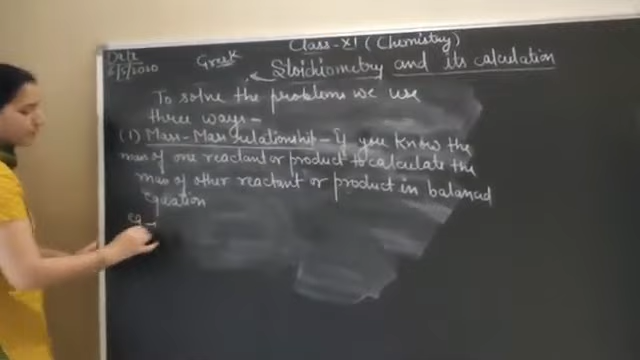 Class-XI (Chemistry)
Date
6/5/2020
Greek
Stoichiometry and its calculation
To solve the problems we use
three ways-
(1) Mass-Mass relationship - If you know the
mass of one reactant or product to calculate the
mass of other reactant or product in balanced
equation
eg -